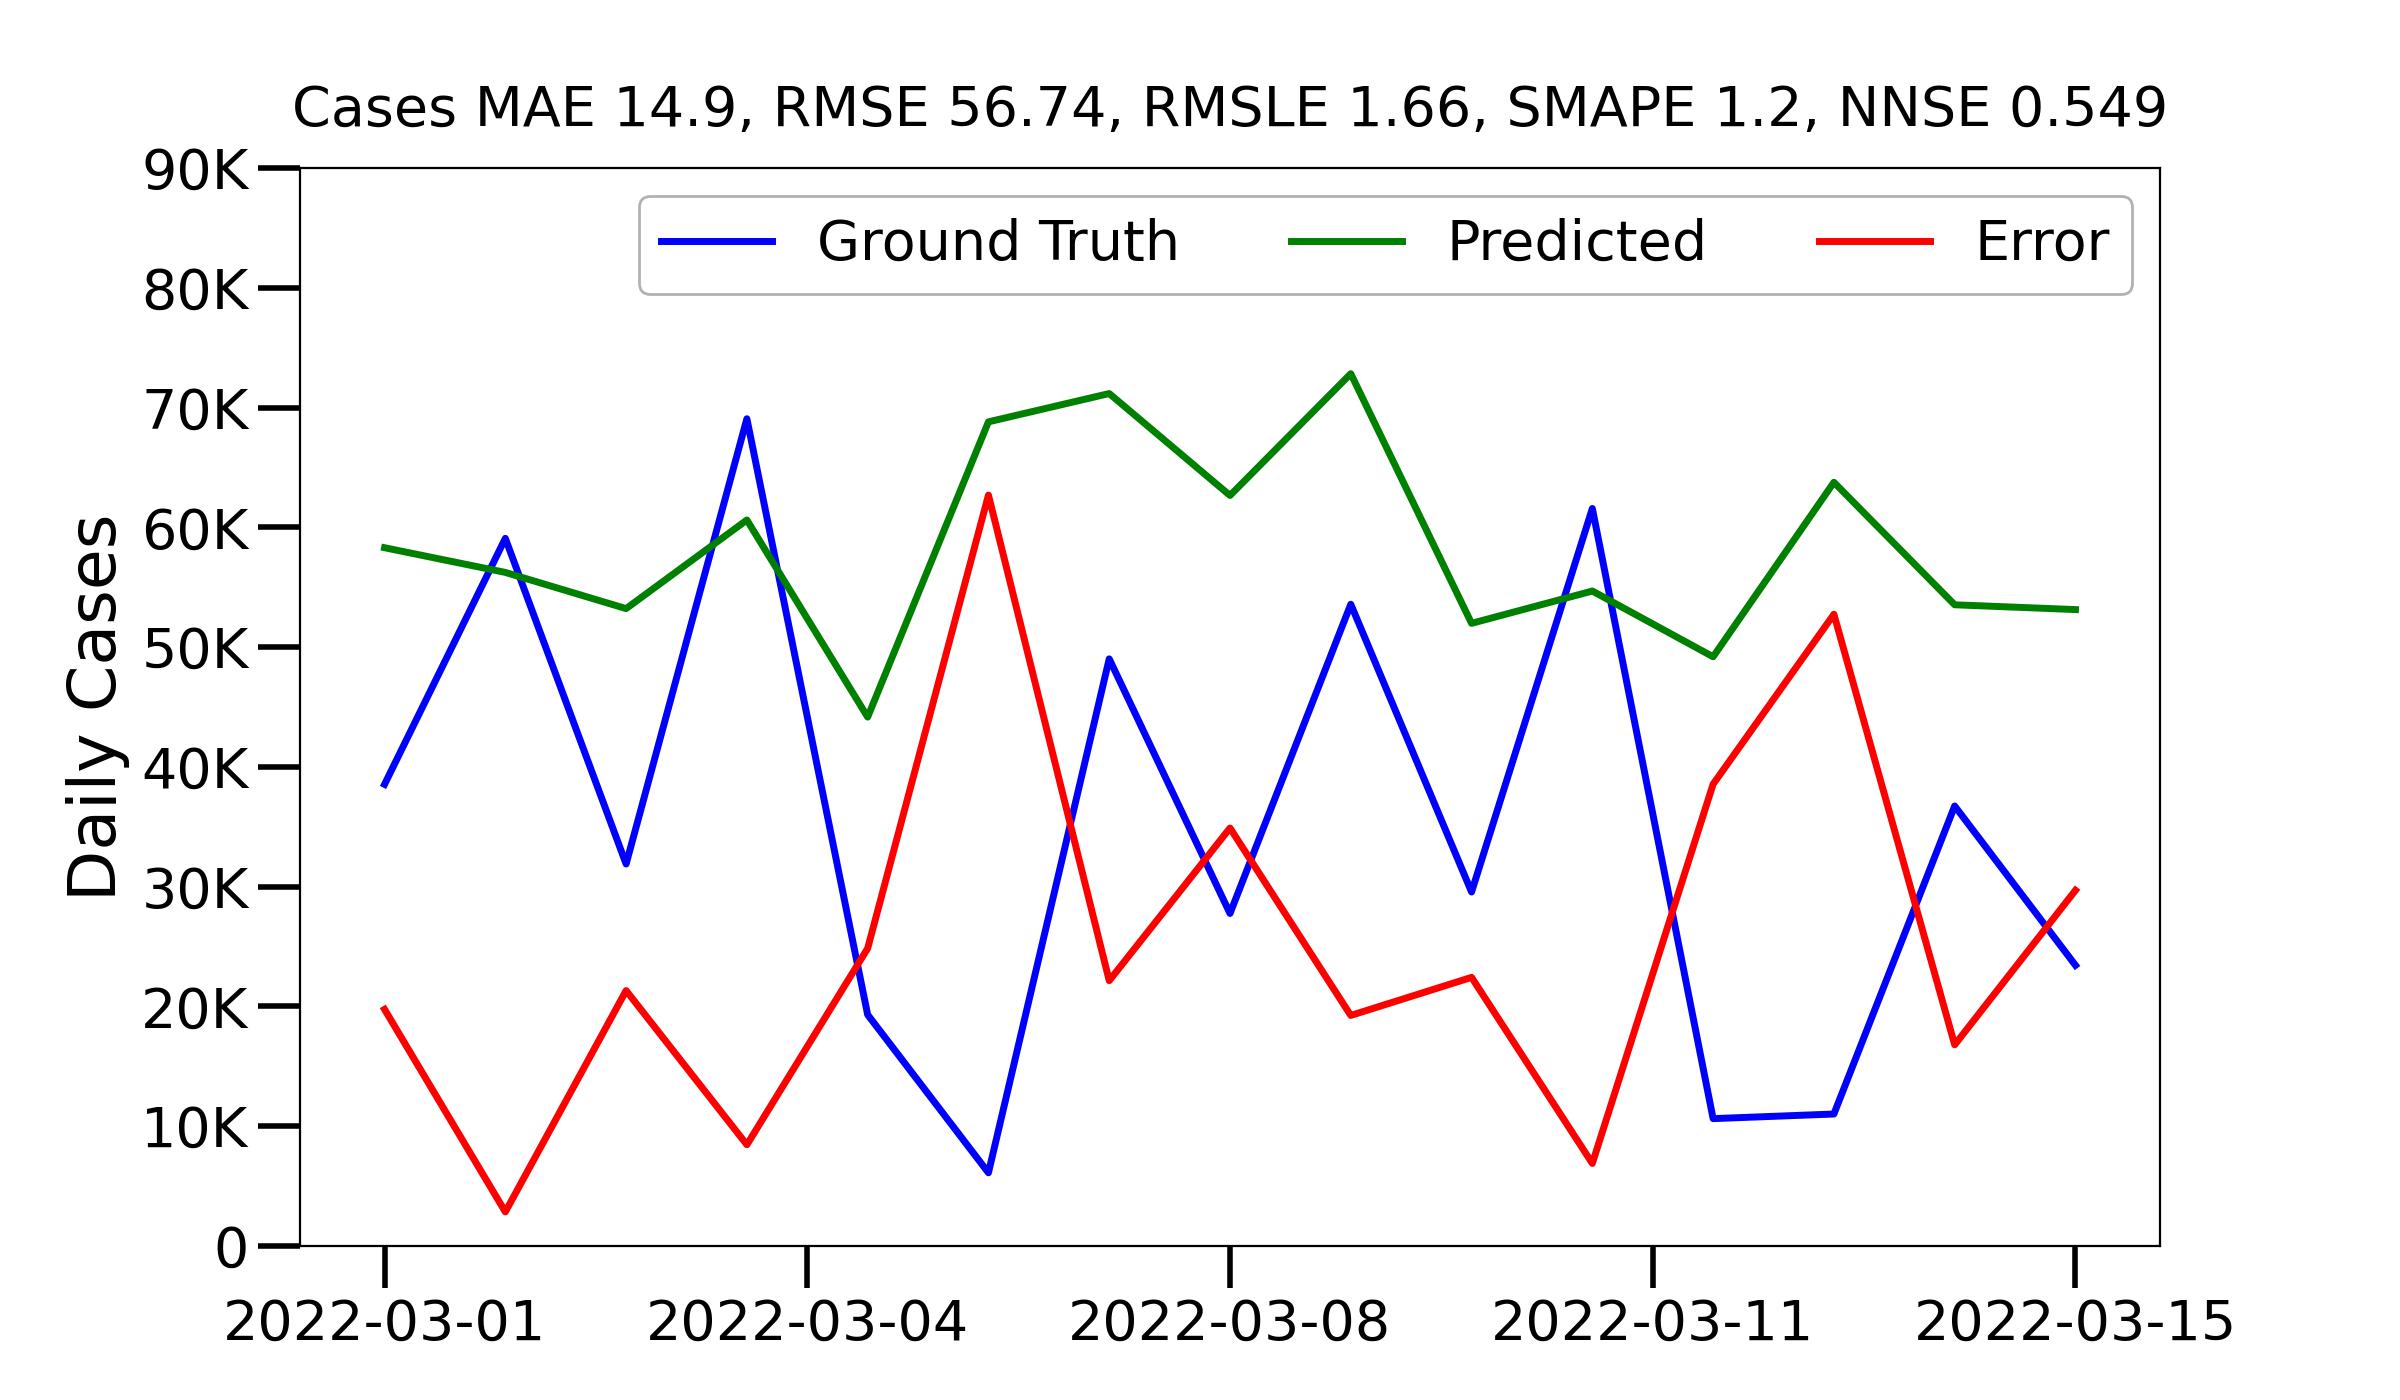 Cases MAE 14.9, RMSE 56.74, RMSLE 1.66, SMAPE 1.2, NNSE 0.549
Ground Truth Predicted Error
Daily Cases
90K
80K
70K
60K
50K
40K
30K
20K
10K
0
2022-03-01 2022-03-04 2022-03-08 2022-03-11 2022-03-15